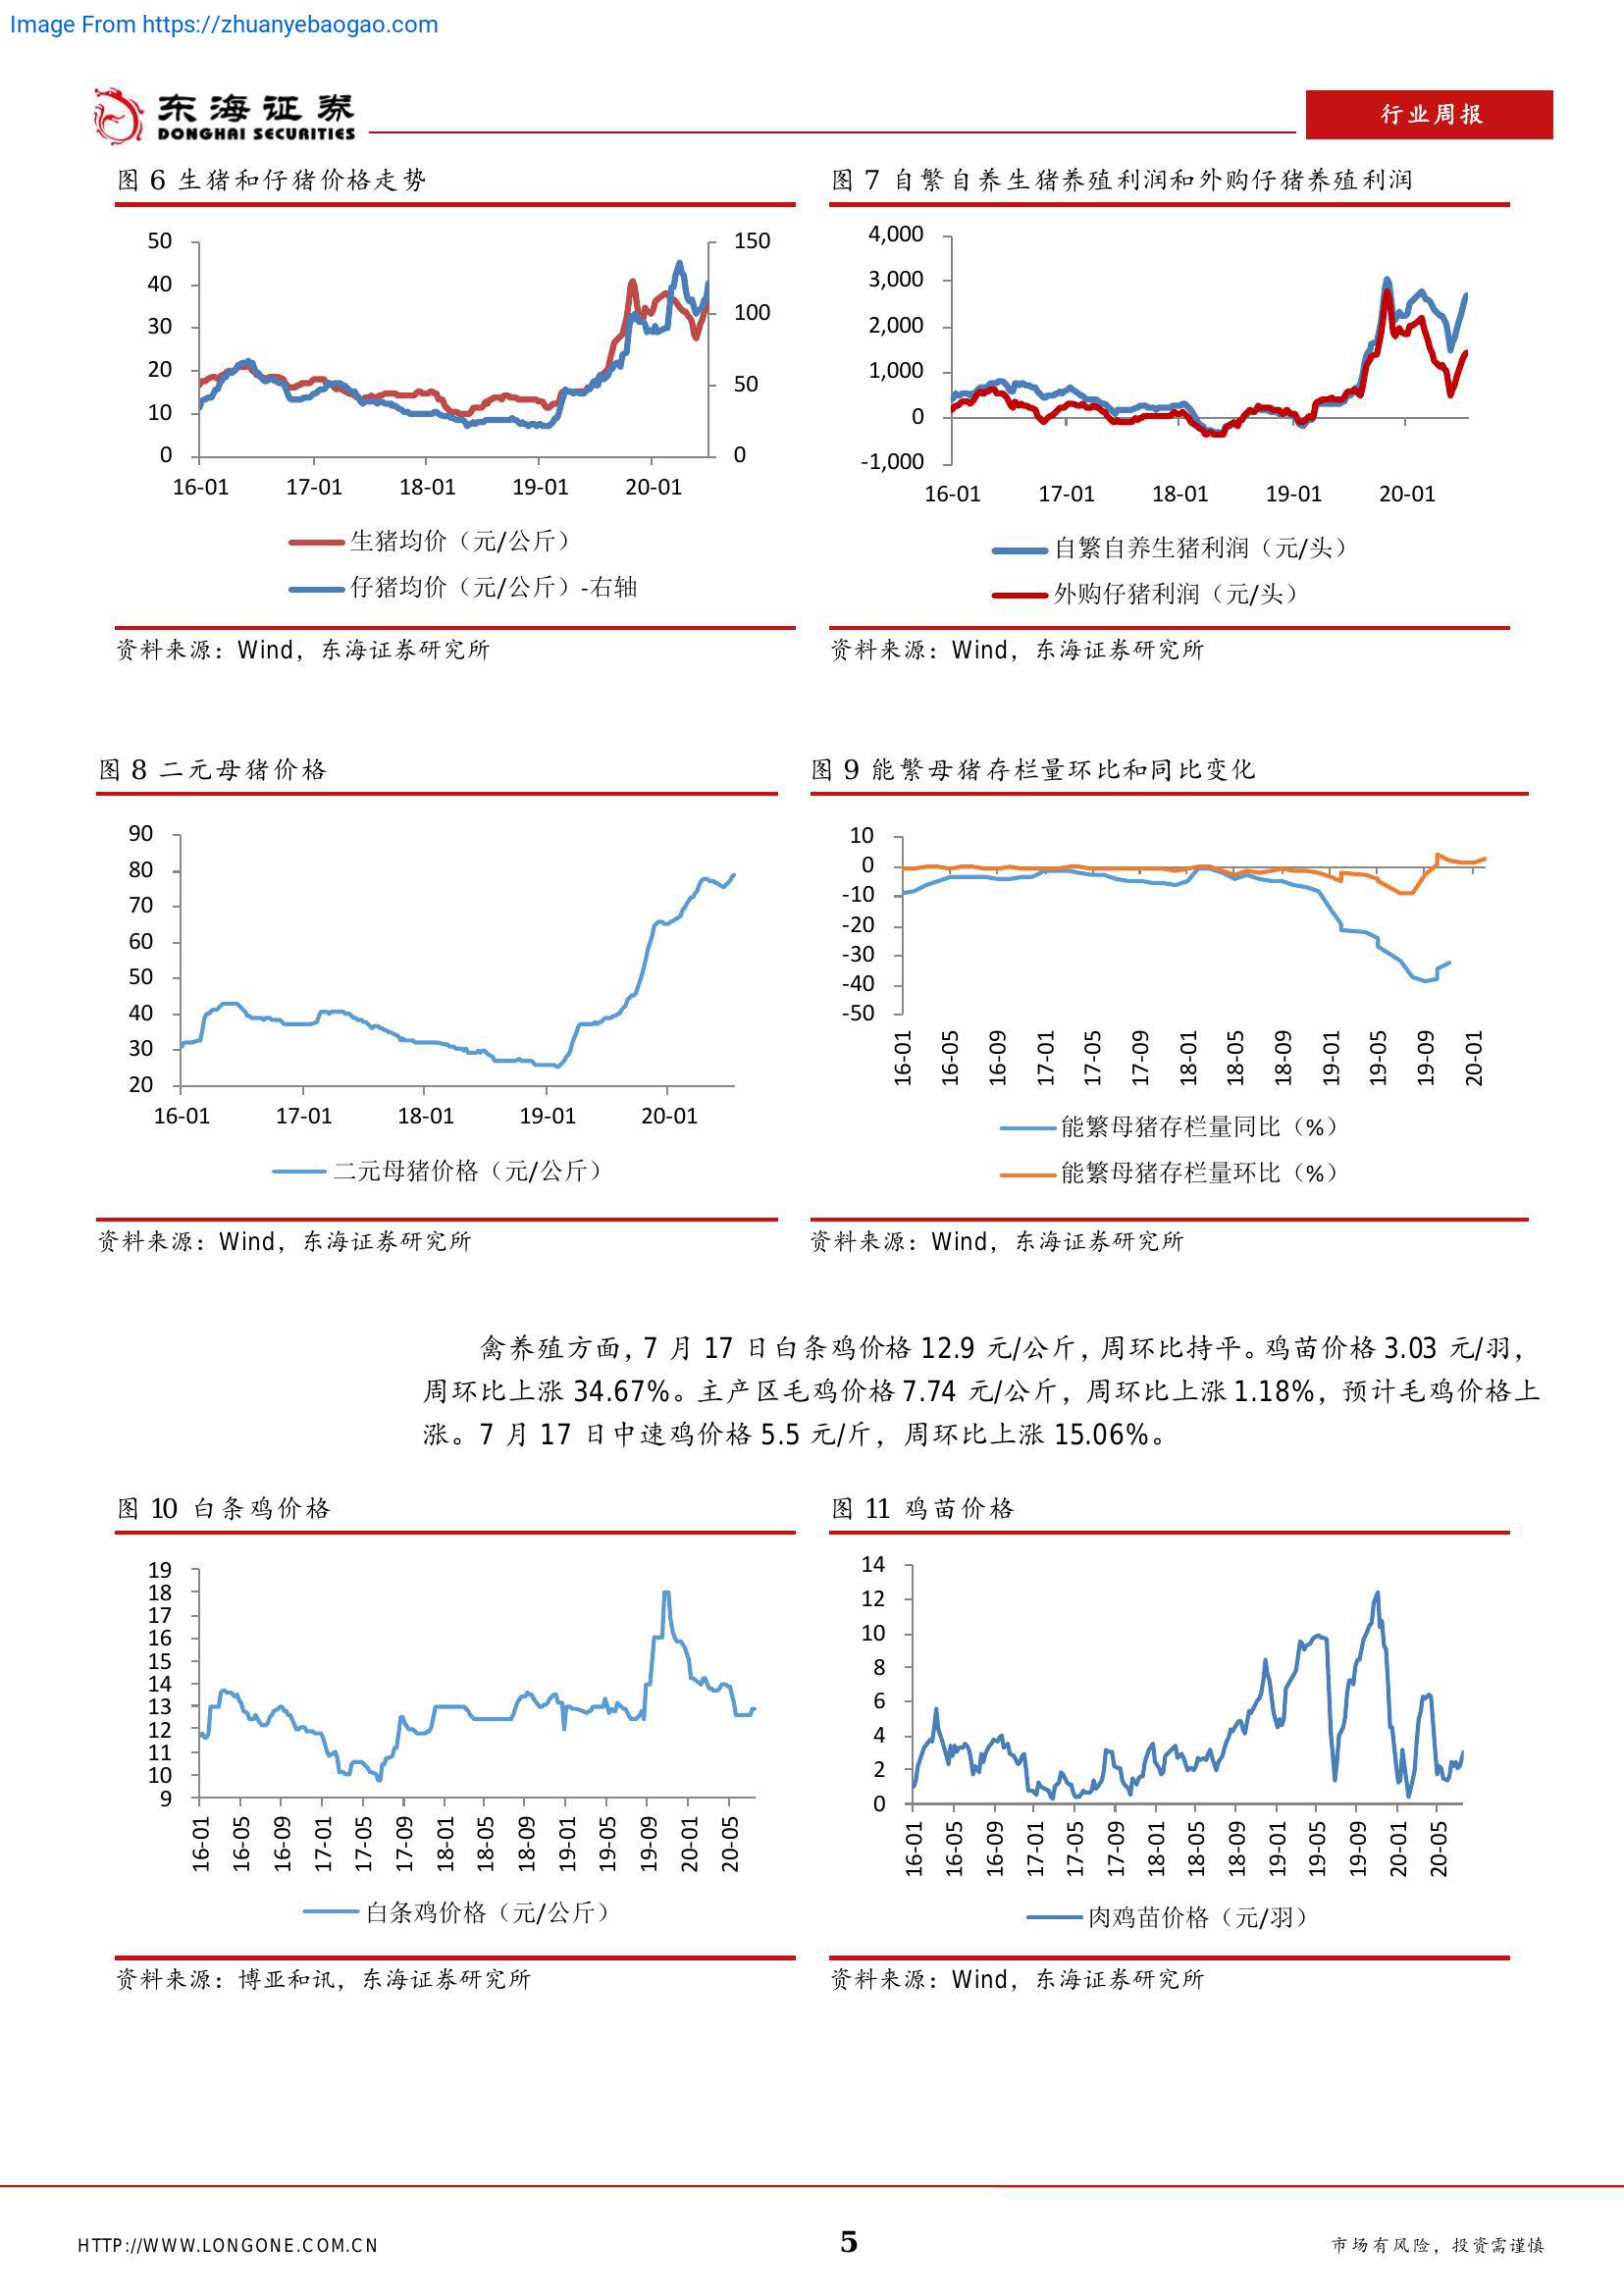 Image From https://zhuanyebaogao.com
东海证券
DONGHAI SECURITIES
行业周报
图 6 生猪和仔猪价格走势
50
40
30
20
10
0
150
100
50
0
16-01 17-01 18-01 19-01 20-01
生猪均价（元/公斤）
仔猪均价（元/公斤）-右轴
资料来源：Wind，东海证券研究所
图 7 自繁自养生猪养殖利润和外购仔猪养殖利润
4,000
3,000
2,000
1,000
0
-1,000
16-01 17-01 18-01 19-01 20-01
自繁自养生猪利润（元/头）
外购仔猪利润（元/头）
资料来源：Wind，东海证券研究所
图 8 二元母猪价格
90
80
70
60
50
40
30
20
16-01 17-01 18-01 19-01 20-01
二元母猪价格（元/公斤）
资料来源：Wind，东海证券研究所
图 9 能繁母猪存栏量环比和同比变化
10
0
-10
-20
-30
-40
-50
16-01 16-05 16-09 17-01 17-05 17-09 18-01 18-05 18-09 19-01 19-05 19-09 20-01
能繁母猪存栏量同比（%）
能繁母猪存栏量环比（%）
资料来源：Wind，东海证券研究所
禽养殖方面，7 月 17 日白条鸡价格 12.9 元/公斤，周环比持平。鸡苗价格 3.03 元/羽，
周环比上涨 34.67%。主产区毛鸡价格 7.74 元/公斤，周环比上涨 1.18%，预计毛鸡价格上
涨。7 月 17 日中速鸡价格 5.5 元/斤，周环比上涨 15.06%。
图 10 白条鸡价格
19
18
17
16
15
14
13
12
11
10
9
16-01 16-05 16-09 17-01 17-05 17-09 18-01 18-05 18-09 19-01 19-05 19-09 20-01 20-05
白条鸡价格（元/公斤）
资料来源：博亚和讯，东海证券研究所
图 11 鸡苗价格
14
12
10
8
6
4
2
0
16-01 16-05 16-09 17-01 17-05 17-09 18-01 18-05 18-09 19-01 19-05 19-09 20-01 20-05
肉鸡苗价格（元/羽）
资料来源：Wind，东海证券研究所
HTTP://WWW.LONGONE.COM.CN
5
市场有风险，投资需谨慎